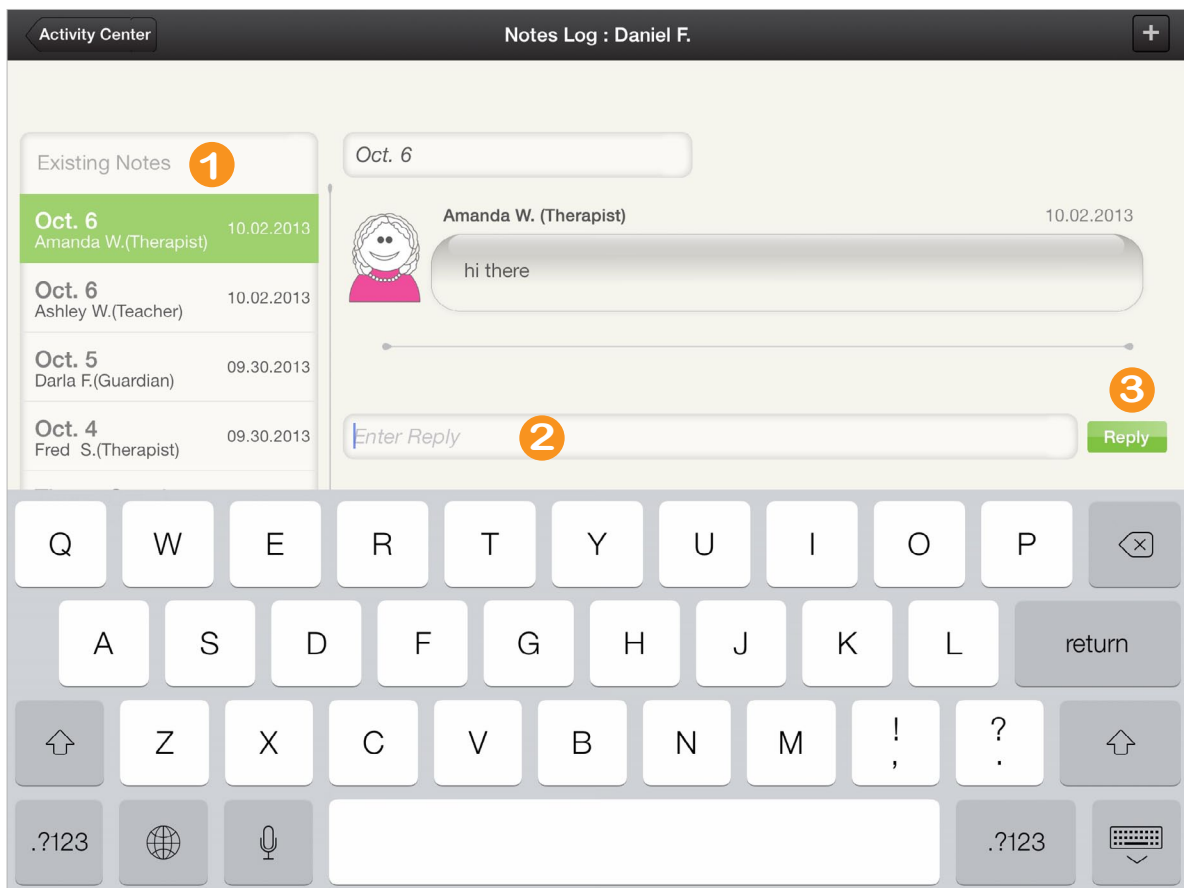 Activity Center
Notes Log : Daniel F.
+
Existing Notes 1
Oct. 6
Amanda W.(Therapist)
10.02.2013
Oct. 6
Ashley W.(Teacher)
10.02.2013
Oct. 5
Darla F.(Guardian)
09.30.2013
Oct. 4
Fred S.(Therapist)
09.30.2013
Oct. 6
Amanda W. (Therapist)
10.02.2013
hi there
3
Enter Reply 2
Reply
Q W E R T Y U I O P
A S D F G H J K L return
Z X C V B N M ! ?
, .
.?123 .?123